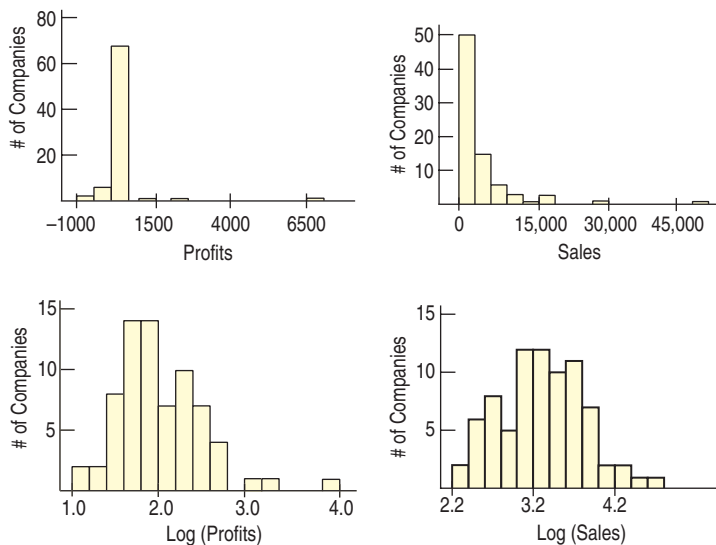 80
60
40
20
# of Companies
–1000 1500 4000 6500
Profits
50
40
30
20
10
# of Companies
0 15,000 30,000 45,000
Sales
15
10
5
# of Companies
1.0 2.0 3.0 4.0
Log (Profits)
15
10
5
# of Companies
2.2 3.2 4.2
Log (Sales)